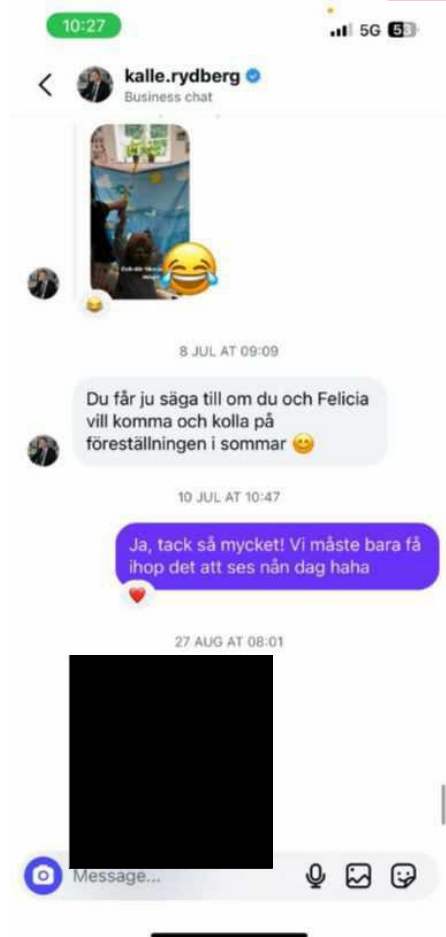 10:27
5G 53
kalle.rydberg
Business chat
8 JUL AT 09:09
Du får ju säga till om du och Felicia
vill komma och kolla på
föreställningen i sommar 😊
10 JUL AT 10:47
Ja, tack så mycket! Vi måste bara få
ihop det att ses nån dag haha
27 AUG AT 08:01
Message...